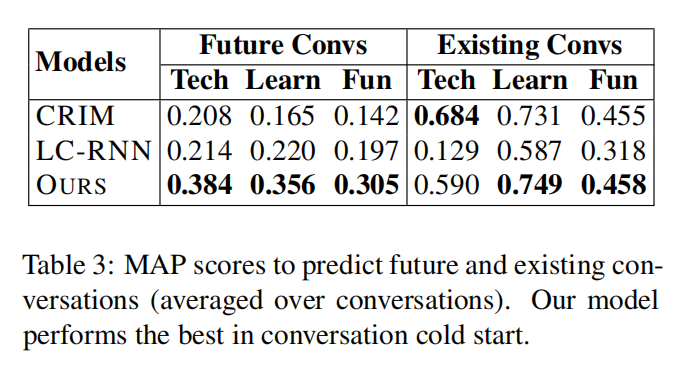 Models Future Convs Existing Convs
Tech Learn Fun Tech Learn Fun
CRIM 0.208 0.165 0.142 0.684 0.731 0.455
LC-RNN 0.214 0.220 0.197 0.129 0.587 0.318
OURS 0.384 0.356 0.305 0.590 0.749 0.458
Table 3: MAP scores to predict future and existing con-
versations (averaged over conversations). Our model
performs the best in conversation cold start.